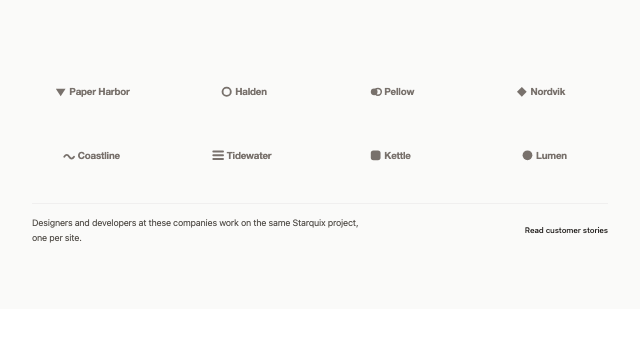 Paper Harbor
Halden
Pellow
Nordvik
Coastline
Tidewater
Kettle
Lumen
Designers and developers at these companies work on the same Starquix project,
one per site.
Read customer stories